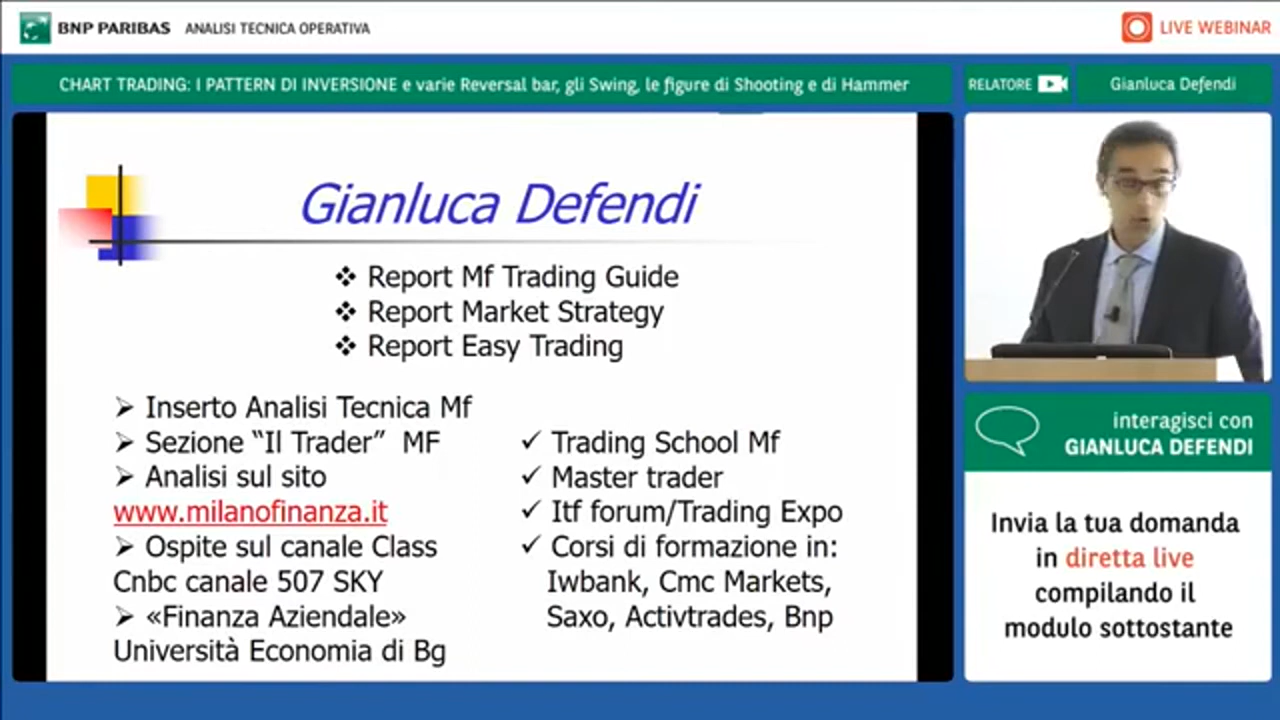 BNP PARIBAS ANALISI TECNICA OPERATIVA
LIVE WEBINAR
CHART TRADING: I PATTERN DI INVERSIONE e varie Reversal bar, gli Swing, le figure di Shooting e di Hammer
RELATORE
Gianluca Defendi
Gianluca Defendi
❖ Report Mf Trading Guide
❖ Report Market Strategy
❖ Report Easy Trading
➢ Inserto Analisi Tecnica Mf
➢ Sezione “Il Trader” MF
➢ Analisi sul sito
www.milanofinanza.it
➢ Ospite sul canale Class
Cnbc canale 507 SKY
➢ «Finanza Aziendale»
Università Economia di Bg
✓ Trading School Mf
✓ Master trader
✓ Itf forum/Trading Expo
✓ Corsi di formazione in:
Iwbank, Cmc Markets,
Saxo, Activtrades, Bnp
interagisci con
GIANLUCA DEFENDI
Invia la tua domanda
in diretta live
compilando il
modulo sottostante